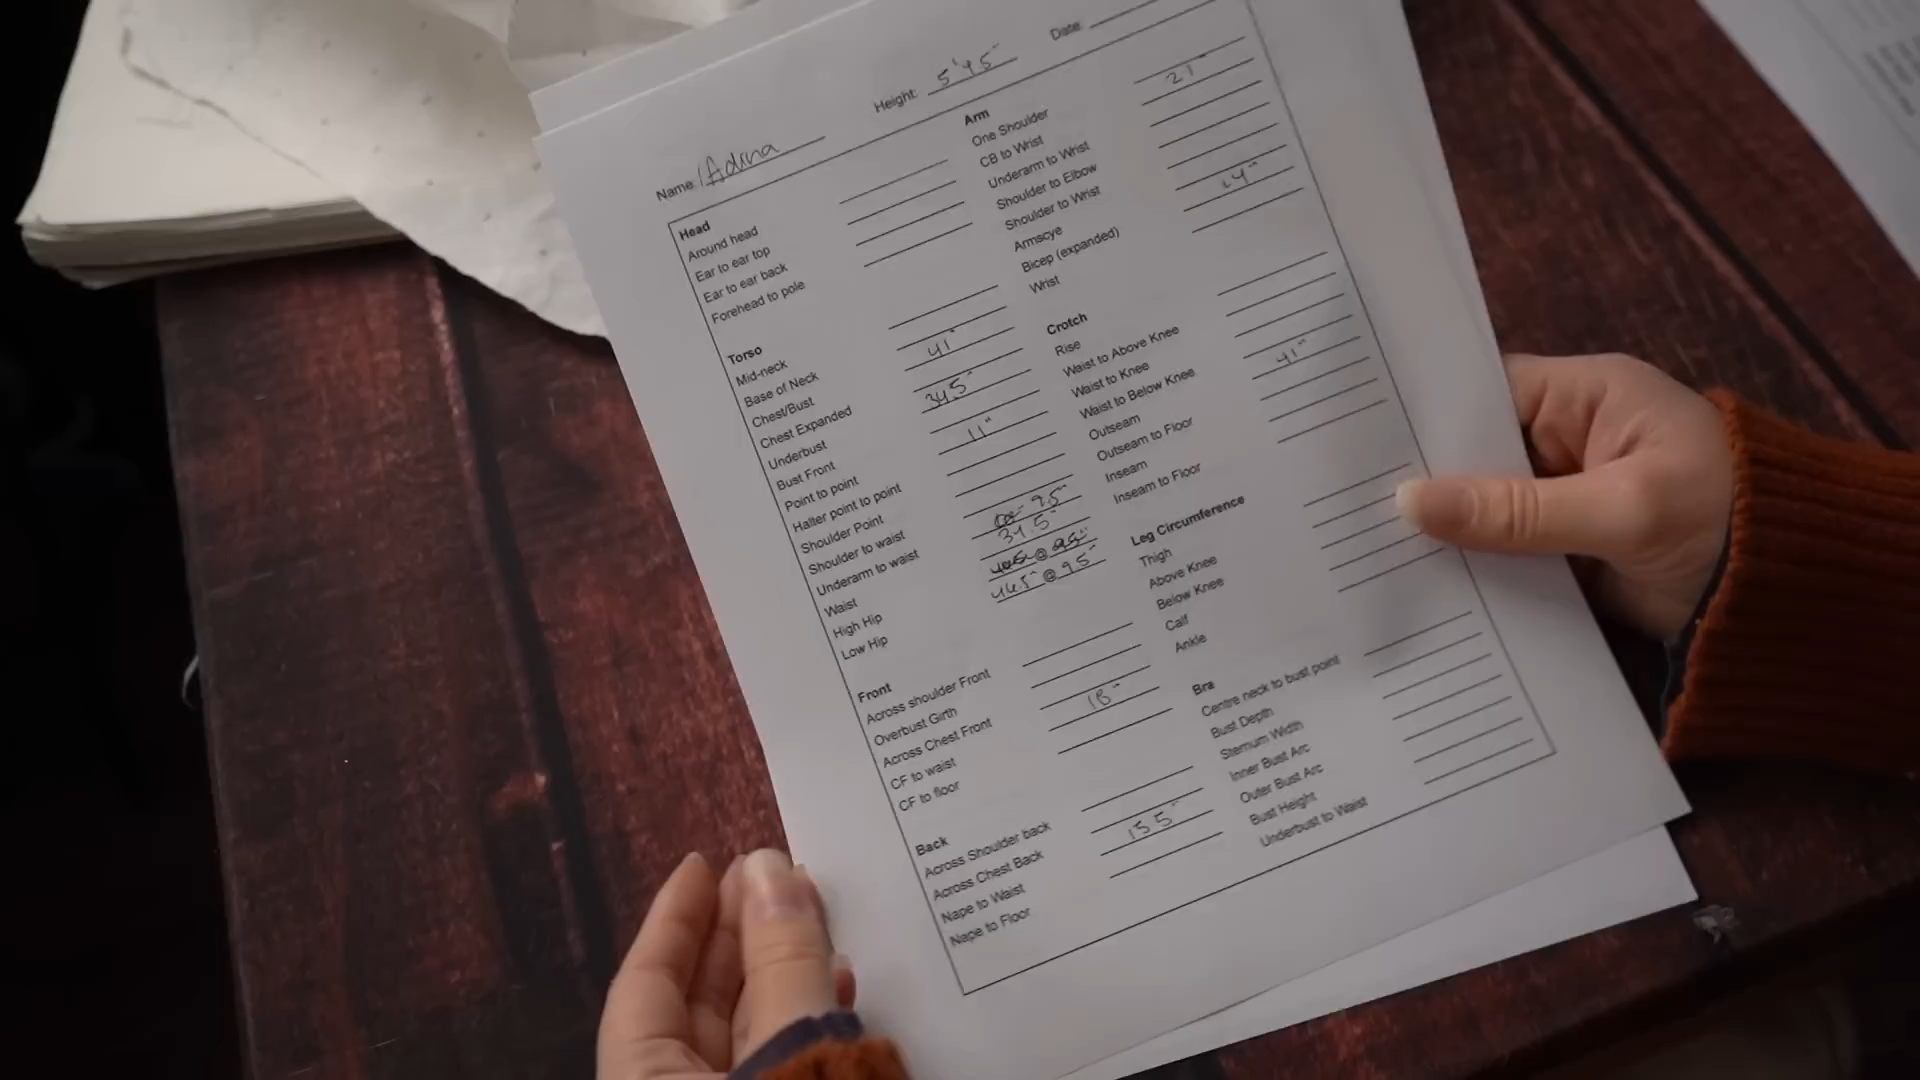 Name: Adina
Height: 5'4.5"
Date:
Head
Around head
Ear to ear top
Ear to ear back
Forehead to pole
Torso
Mid-neck
Base of Neck
Chest/Bust 41"
Chest Expanded
Underbust 34.5"
Bust Front
Point to point 11"
Halter point to point
Shoulder Point
Shoulder to waist
Underarm to waist 9.5"
Waist 34.5"
High Hip
Low Hip 44.5" @ 9.5"
Front
Across shoulder Front
Overbust Girth
Across Chest Front
CF to waist
CF to floor
Back
Across Shoulder back
Across Chest Back
Nape to Waist 15.5"
Nape to Floor
Arm
One Shoulder
CB to Wrist
Underarm to Wrist 21"
Shoulder to Elbow
Shoulder to Wrist
Armscye
Bicep (expanded) 14"
Wrist
Crotch
Rise
Waist to Above Knee
Waist to Knee
Waist to Below Knee
Outseam
Outseam to Floor 41"
Inseam
Inseam to Floor
Leg Circumference
Thigh
Above Knee
Below Knee
Calf
Ankle
Bra
Centre neck to bust point
Bust Depth
Sternum Width
Inner Bust Arc
Outer Bust Arc
Bust Height
Underbust to Waist